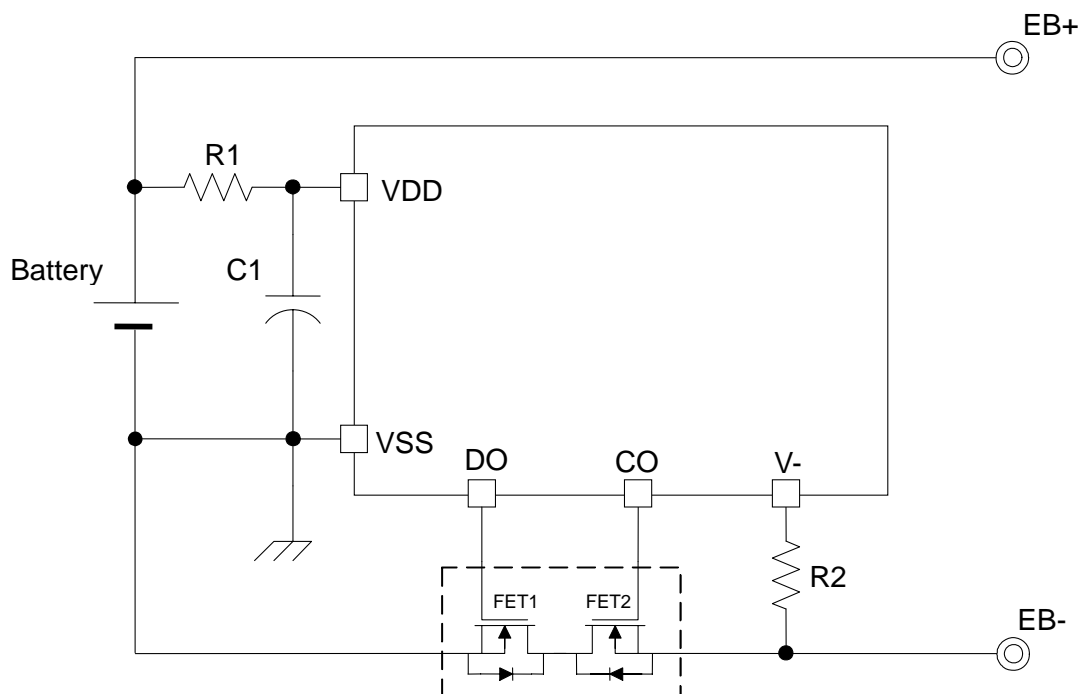 EB+
R1
VDD
Battery
C1
VSS
DO
CO
V-
R2
FET1
FET2
EB-